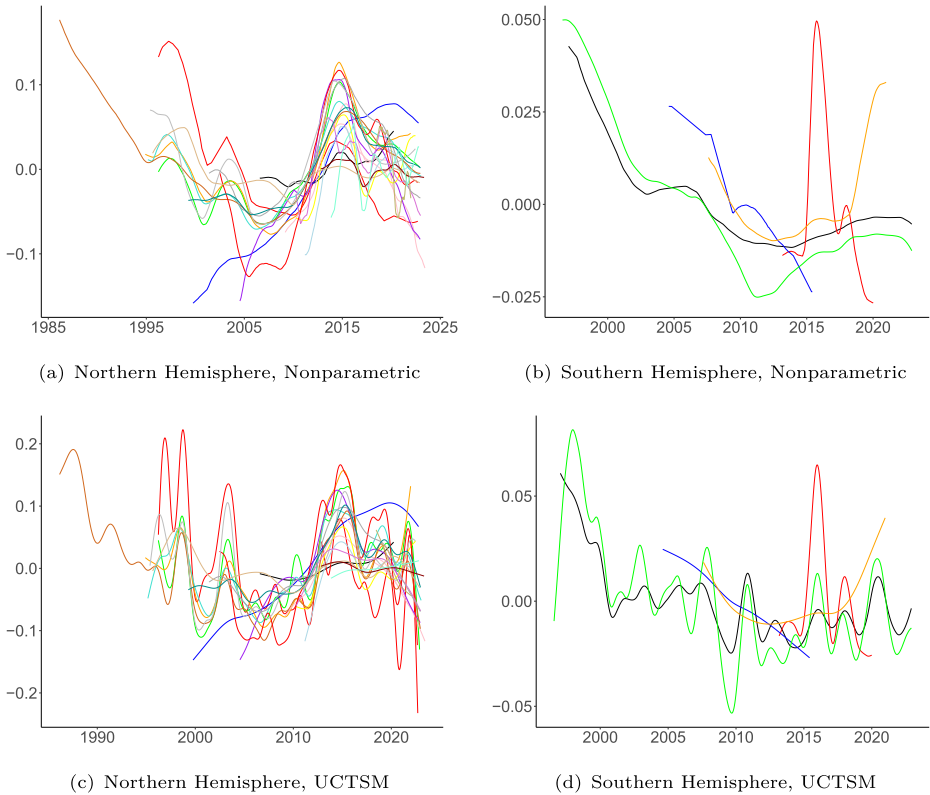 0.1
0.0
−0.1
1985 1995 2005 2015 2025
(a) Northern Hemisphere, Nonparametric
0.050
0.025
0.000
−0.025
2000 2005 2010 2015 2020
(b) Southern Hemisphere, Nonparametric
0.2
0.1
0.0
−0.1
−0.2
1990 2000 2010 2020
(c) Northern Hemisphere, UCTSM
0.05
0.00
−0.05
2000 2005 2010 2015 2020
(d) Southern Hemisphere, UCTSM